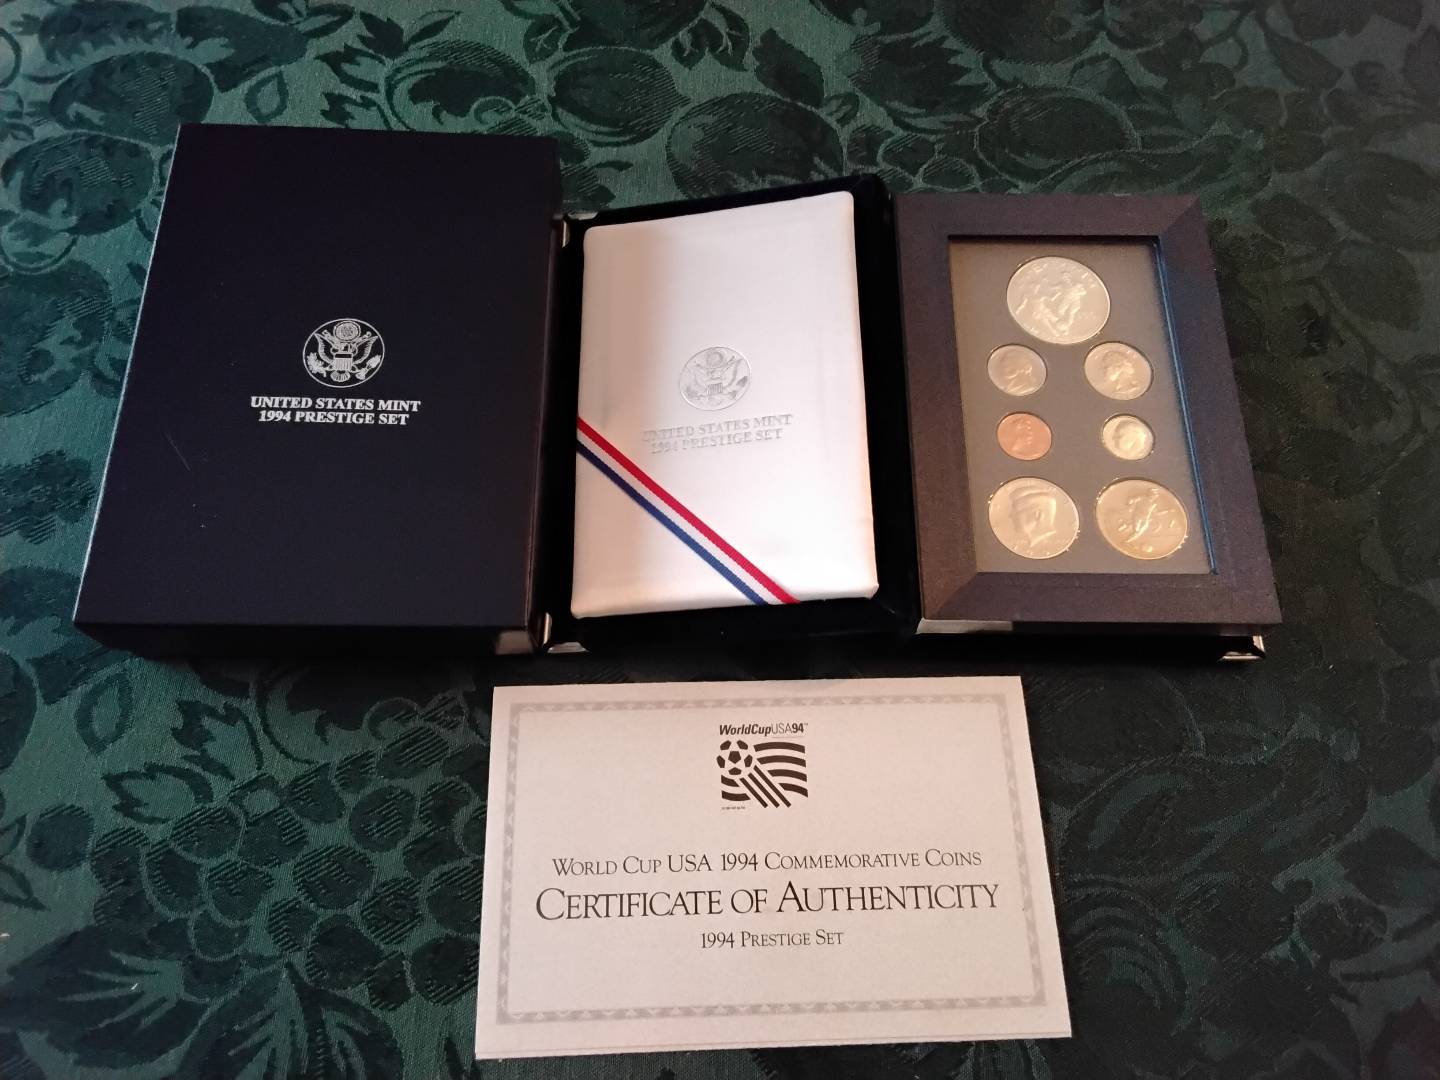 UNITED STATES MINT
1994 PRESTIGE SET
UNITED STATES MINT
1994 PRESTIGE SET
WorldCupUSA94™
WORLD CUP USA 1994 COMMEMORATIVE COINS
CERTIFICATE OF AUTHENTICITY
1994 PRESTIGE SET